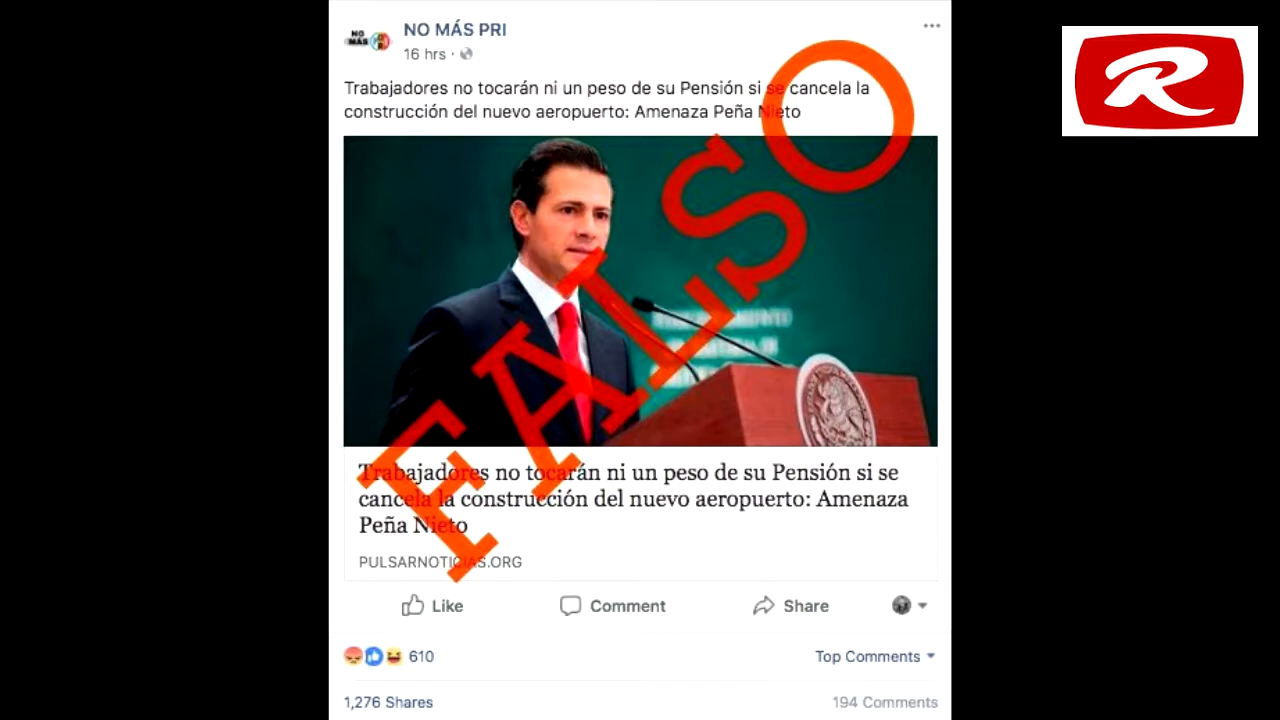 NO MÁS PRI
NO MÁS
16 hrs ·
Trabajadores no tocarán ni un peso de su Pensión si se cancela la
construcción del nuevo aeropuerto: Amenaza Peña Nieto
R
FALSO
Trabajadores no tocarán ni un peso de su Pensión si se
cancela la construcción del nuevo aeropuerto: Amenaza
Peña Nieto
PULSARNOTICIAS.ORG
Like Comment Share
610 Top Comments
1,276 Shares 194 Comments